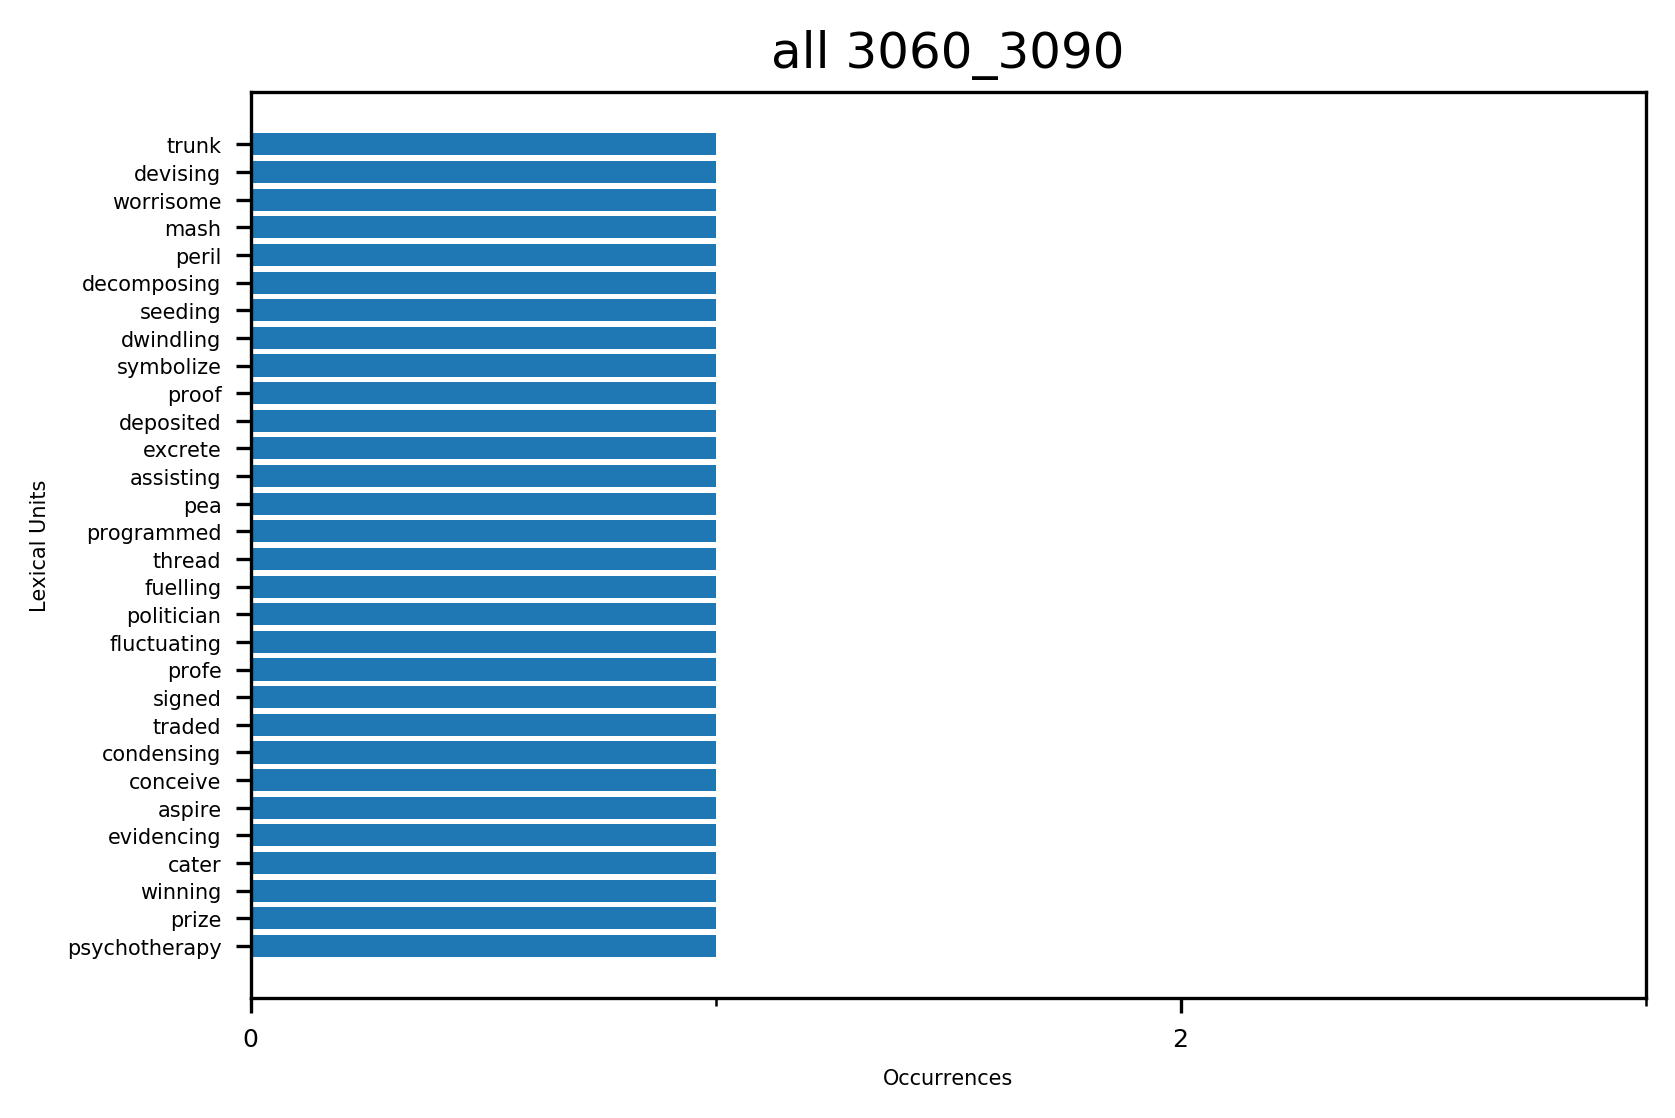 all 3060_3090
trunk
devising
worrisome
mash
peril
decomposing
seeding
dwindling
symbolize
proof
deposited
excrete
assisting
pea
programmed
thread
fuelling
politician
fluctuating
profe
signed
traded
condensing
conceive
aspire
evidencing
cater
winning
prize
psychotherapy
Lexical Units
0
2
Occurrences